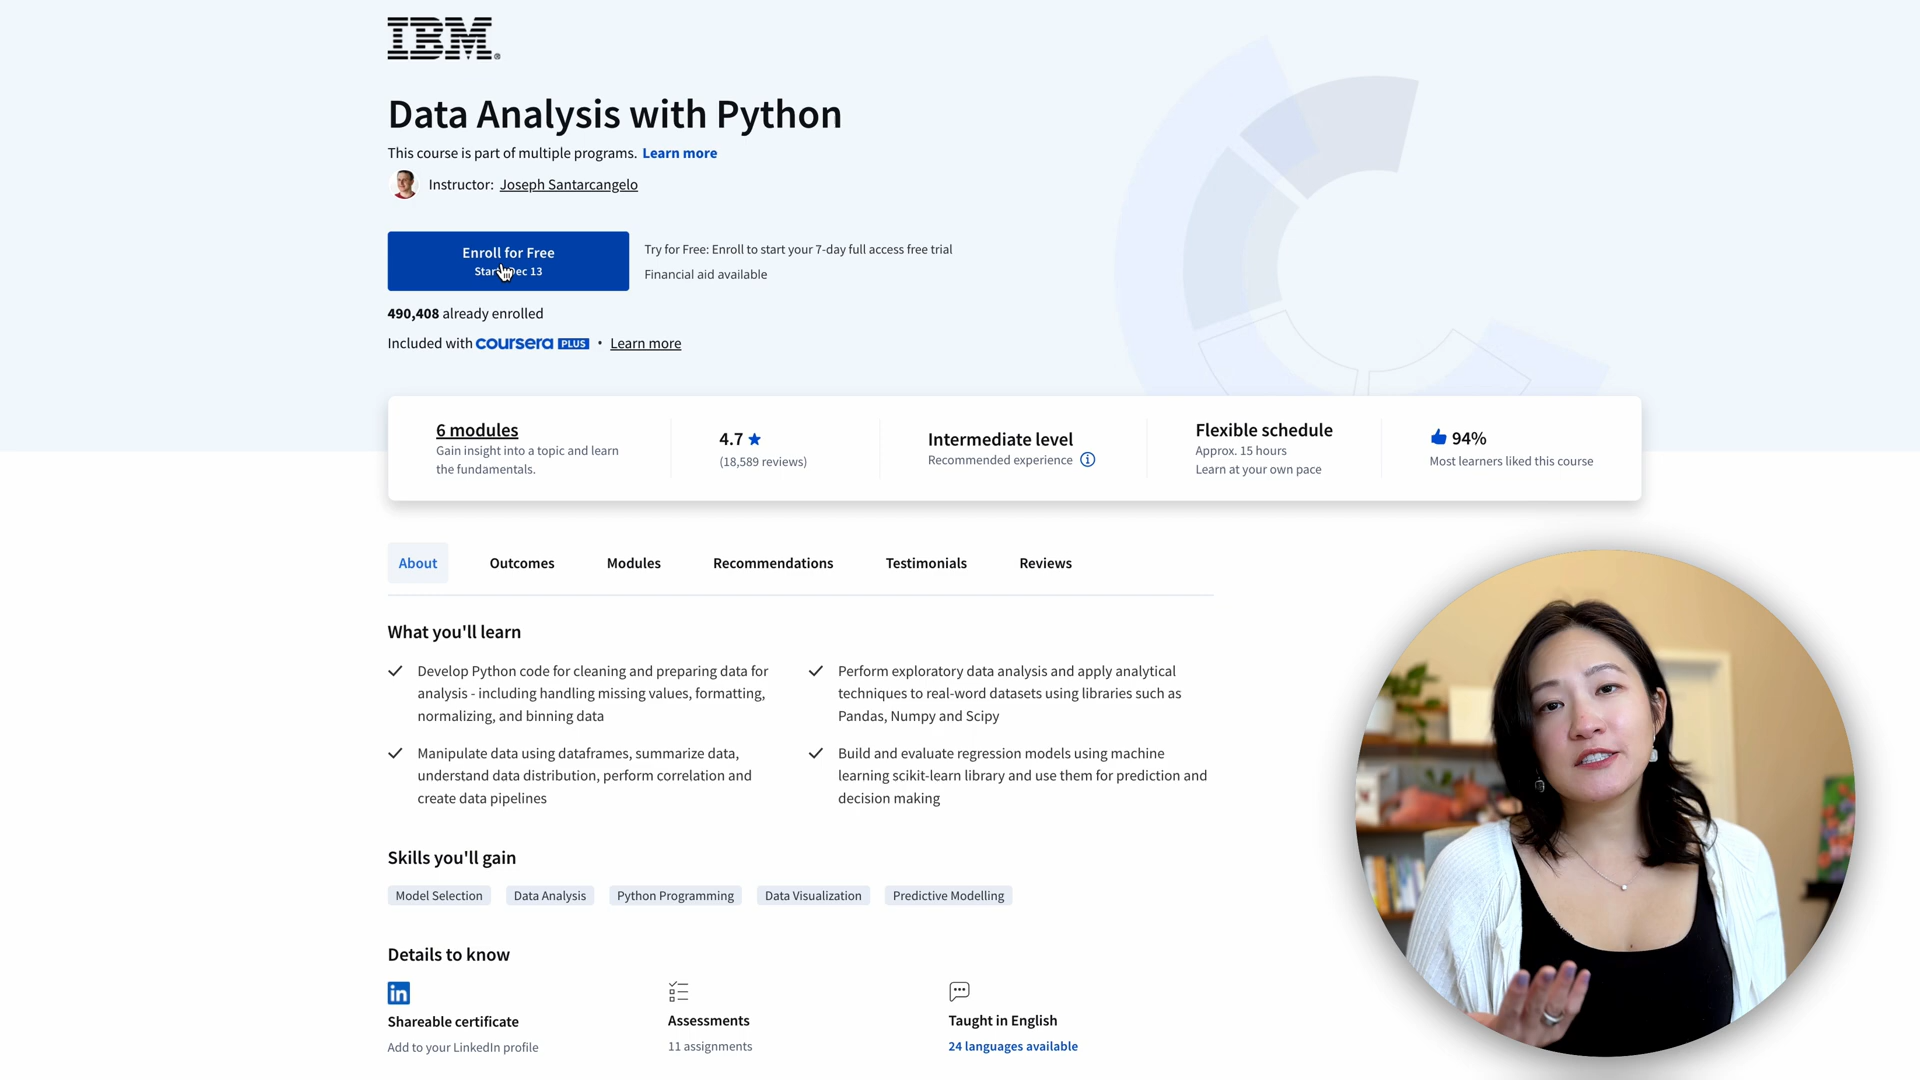 IBM®
Data Analysis with Python
This course is part of multiple programs. Learn more
Instructor: Joseph Santarcangelo
Enroll for Free
Try for Free: Enroll to start your 7-day full access free trial
Financial aid available
490,408 already enrolled
Included with coursera PLUS • Learn more
6 modules
Gain insight into a topic and learn
the fundamentals.
4.7 ★
(18,589 reviews)
Intermediate level
Recommended experience
Flexible schedule
Approx. 15 hours
Learn at your own pace
94%
Most learners liked this course
About
Outcomes
Modules
Recommendations
Testimonials
Reviews
What you'll learn
Develop Python code for cleaning and preparing data for
analysis - including handling missing values, formatting,
normalizing, and binning data
Perform exploratory data analysis and apply analytical
techniques to real-word datasets using libraries such as
Pandas, Numpy and Scipy
Manipulate data using dataframes, summarize data,
understand data distribution, perform correlation and
create data pipelines
Build and evaluate regression models using machine
learning scikit-learn library and use them for prediction and
decision making
Skills you'll gain
Model Selection
Data Analysis
Python Programming
Data Visualization
Predictive Modelling
Details to know
in
Shareable certificate
Add to your LinkedIn profile
Assessments
11 assignments
Taught in English
24 languages available